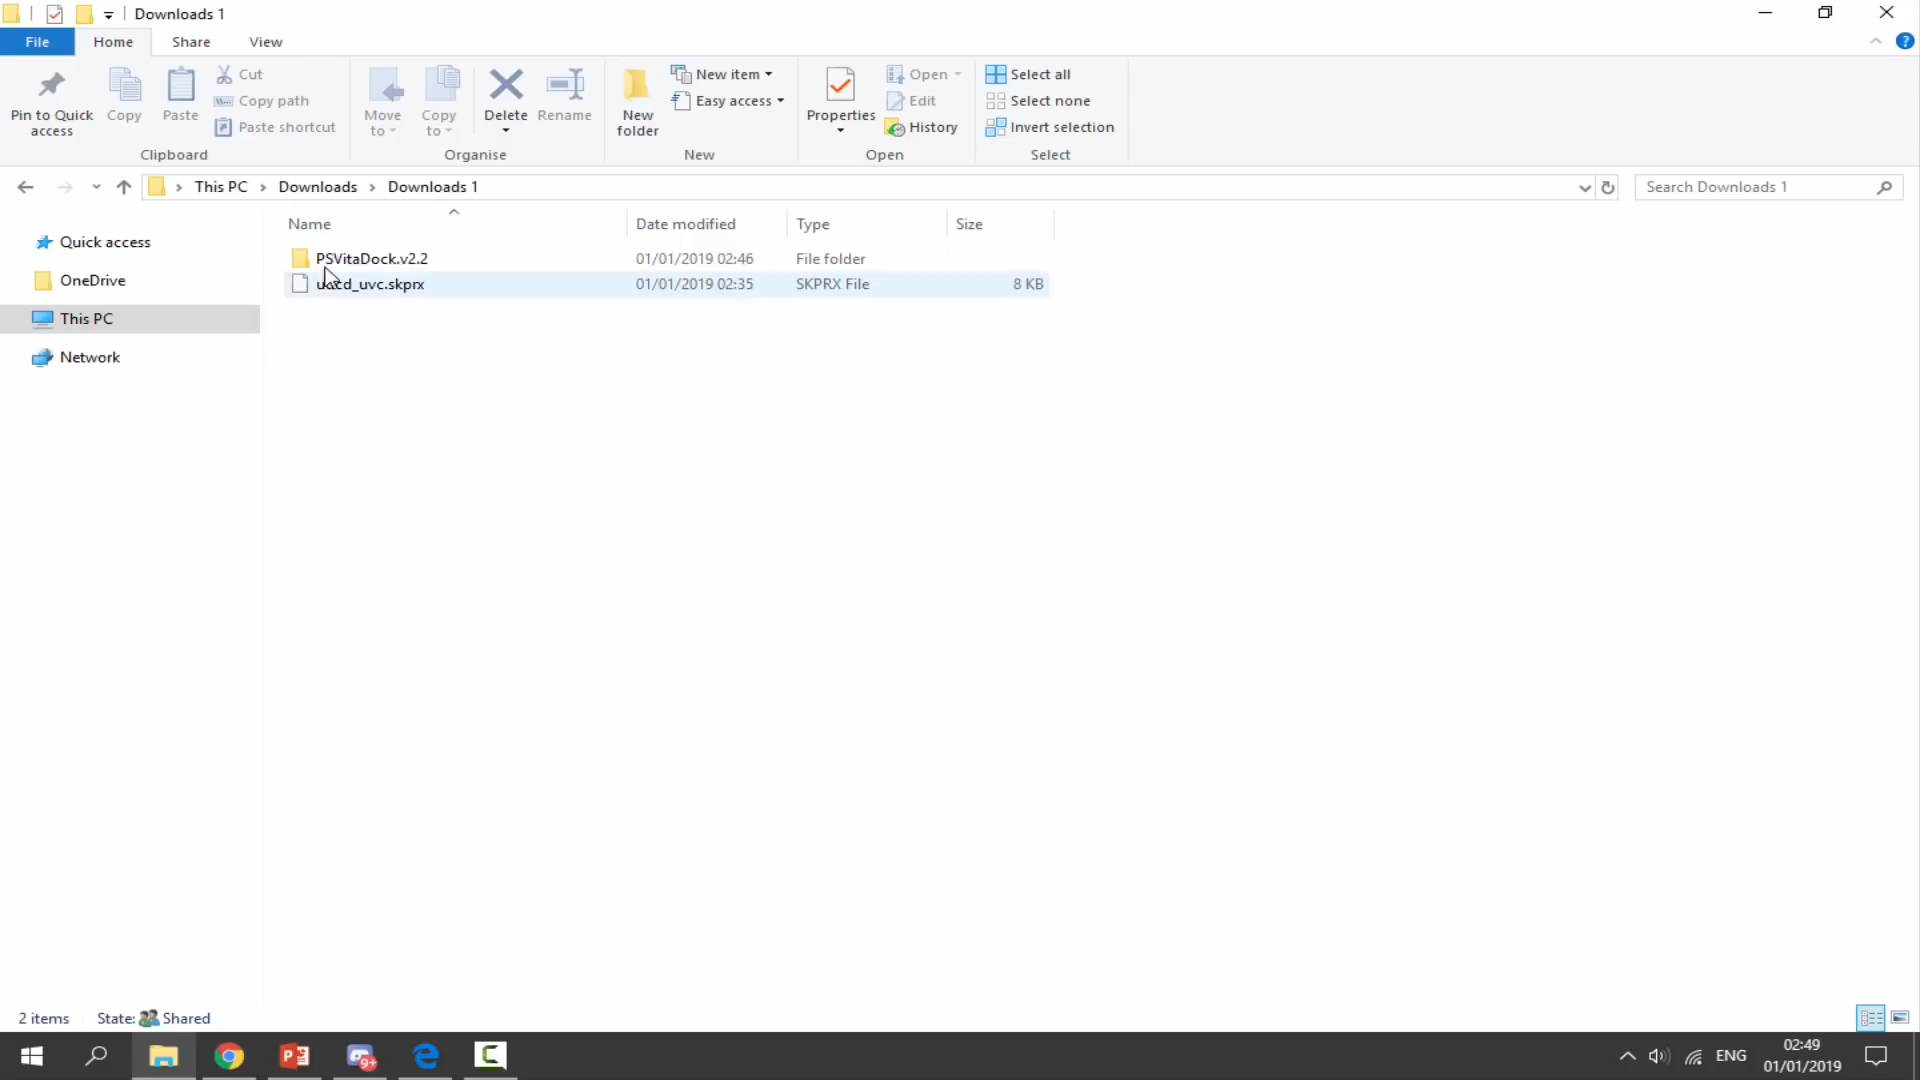 Downloads 1
File Home Share View
Pin to Quick access
Copy
Paste
Cut
Copy path
Paste shortcut
Clipboard
Move to
Copy to
Delete
Rename
Organise
New folder
New item
Easy access
New
Properties
Open
Edit
History
Open
Select all
Select none
Invert selection
Select
This PC > Downloads > Downloads 1
Search Downloads 1
Name Date modified Type Size
PSVitaDock.v2.2 01/01/2019 02:46 File folder
cd_uvc.skprx 01/01/2019 02:35 SKPRX File 8 KB
Quick access
OneDrive
This PC
Network
2 items State: Shared
9+
ENG
02:49
01/01/2019